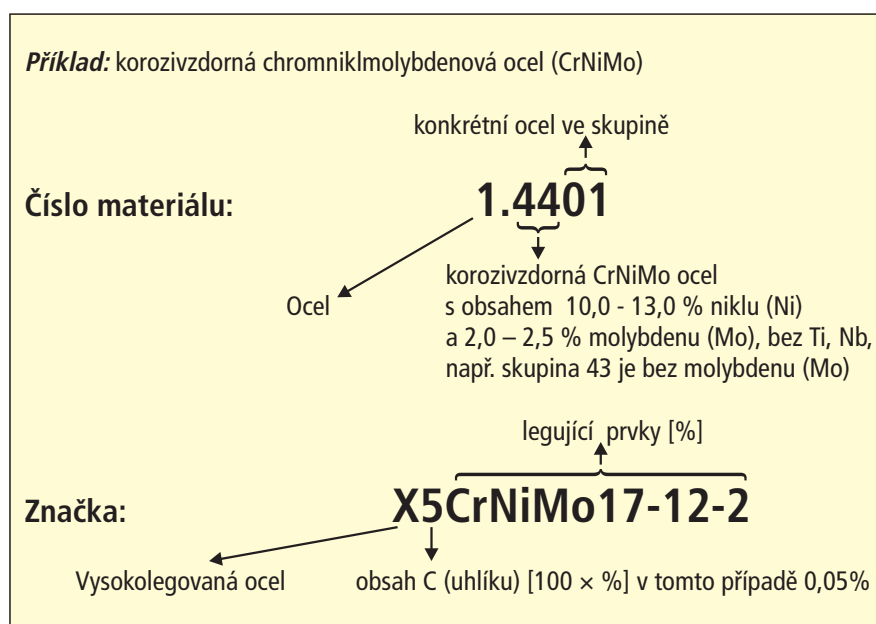 Příklad: korozivzdorná chromniklmolybdenová ocel (CrNiMo)
konkrétní ocel ve skupině
Číslo materiálu: 1.4401
Ocel
korozivzdorná CrNiMo ocel
s obsahem 10,0 - 13,0 % niklu (Ni)
a 2,0 – 2,5 % molybdenu (Mo), bez Ti, Nb,
např. skupina 43 je bez molybdenu (Mo)
legující prvky [%]
Značka: X5CrNiMo17-12-2
Vysokolegovaná ocel
obsah C (uhlíku) [100 × %] v tomto případě 0,05%